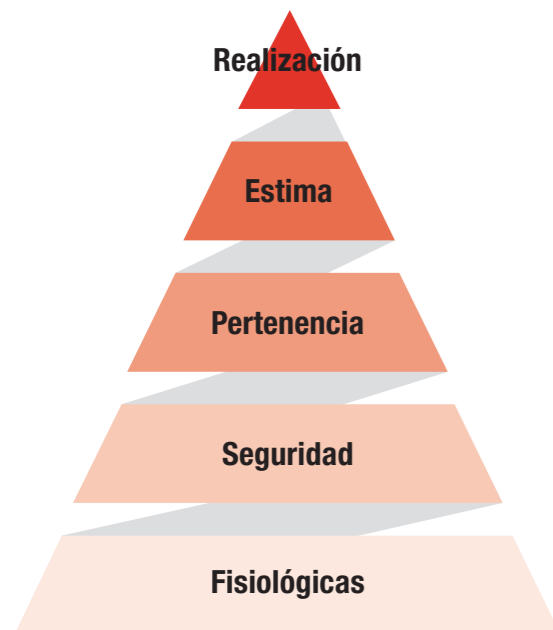 Realización
Estima
Pertenencia
Seguridad
Fisiológicas